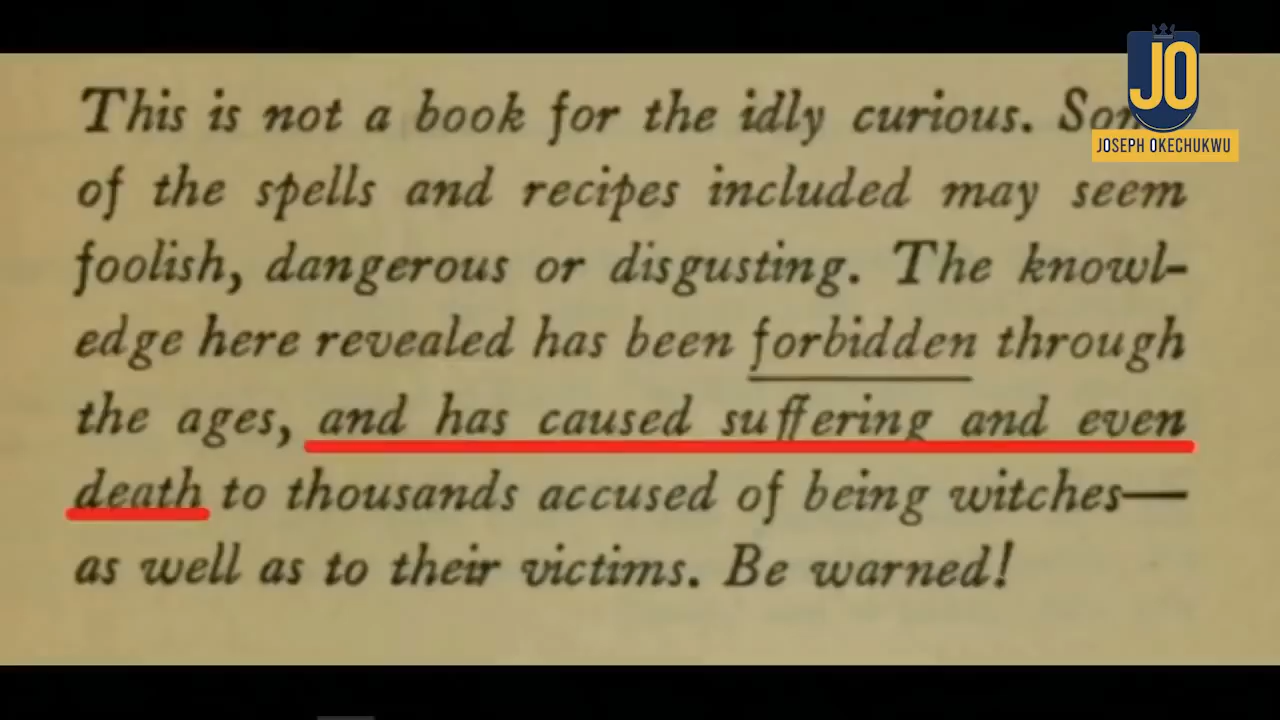 This is not a book for the idly curious.
of the spells and recipes included may seem
foolish, dangerous or disgusting. The knowl-
edge here revealed has been forbidden through
the ages, and has caused suffering and even
death to thousands accused of being witches—
as well as to their victims. Be warned!
JO
JOSEPH OKECHUKWU